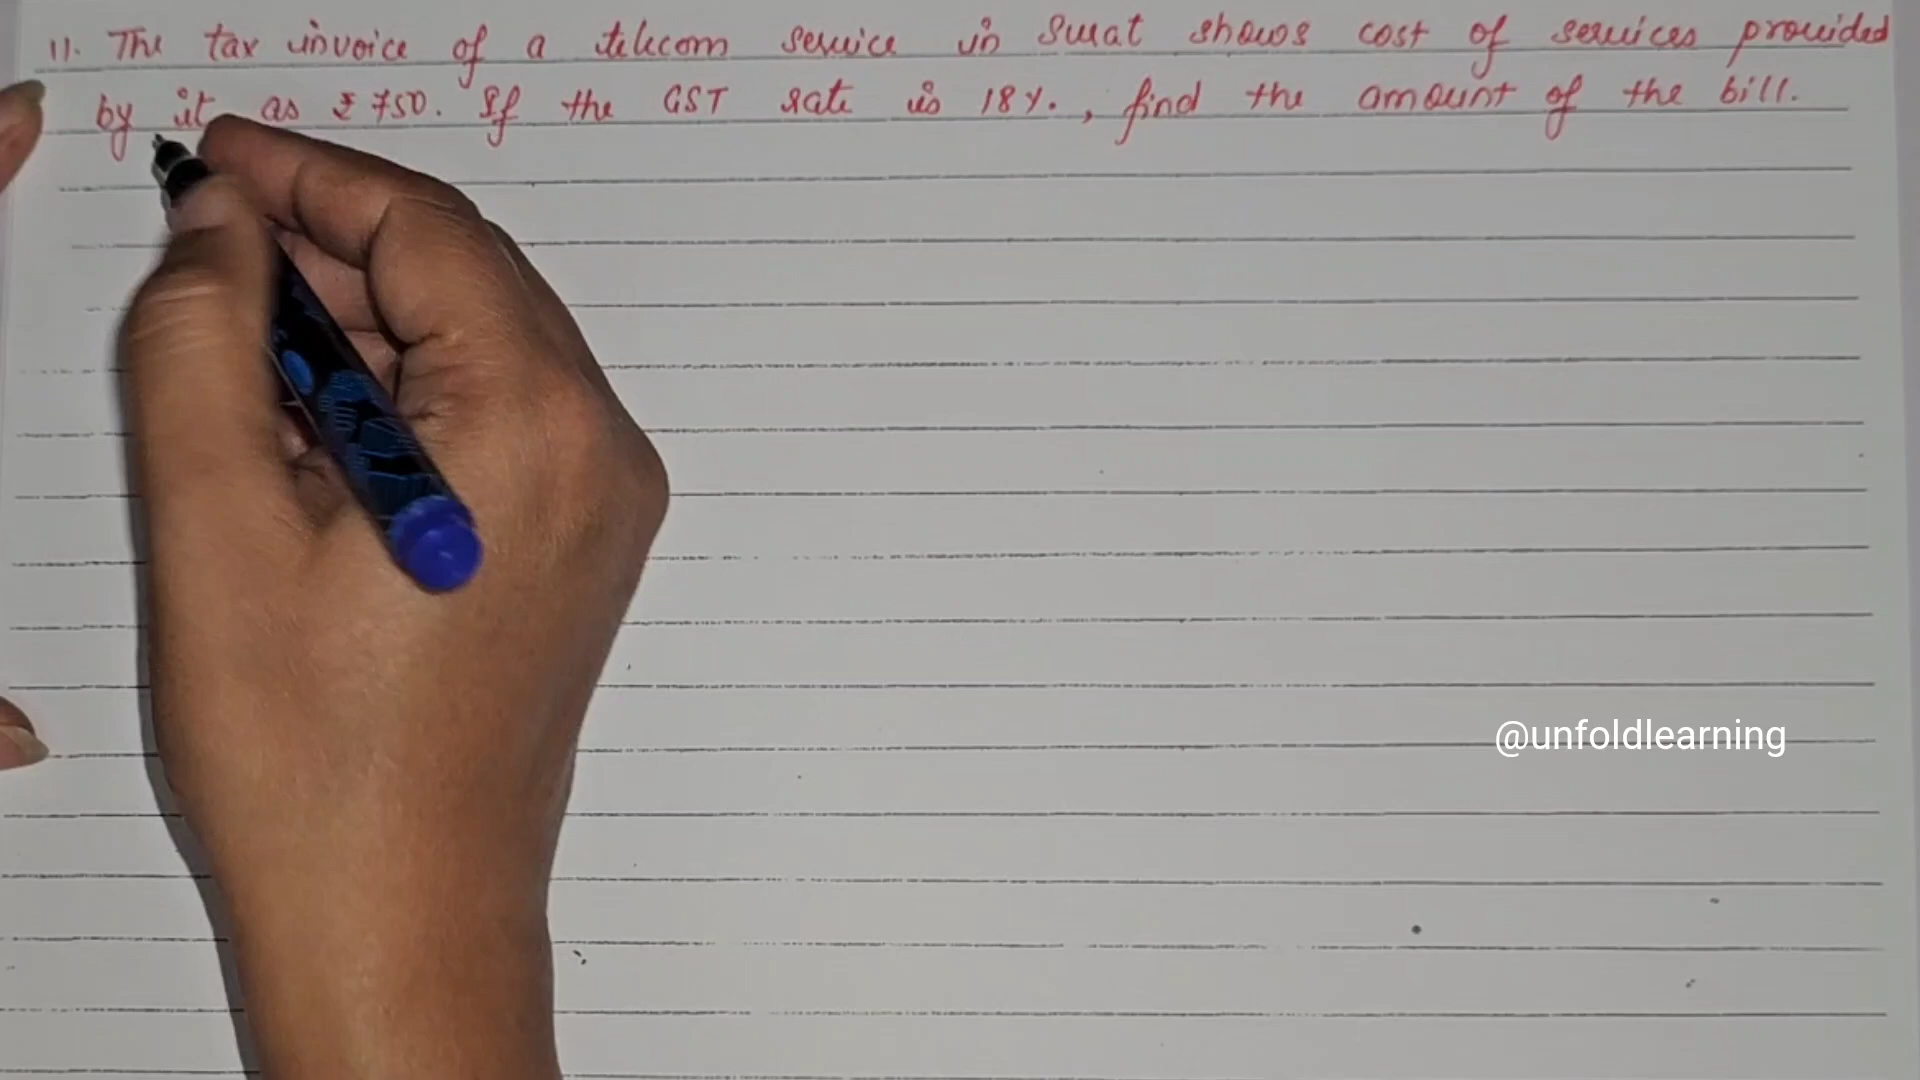 11. The tax invoice of a telecom service in Surat shows cost of services provided
by it as ₹ 750. If the GST rate is 18%., find the amount of the bill.
@unfoldlearning